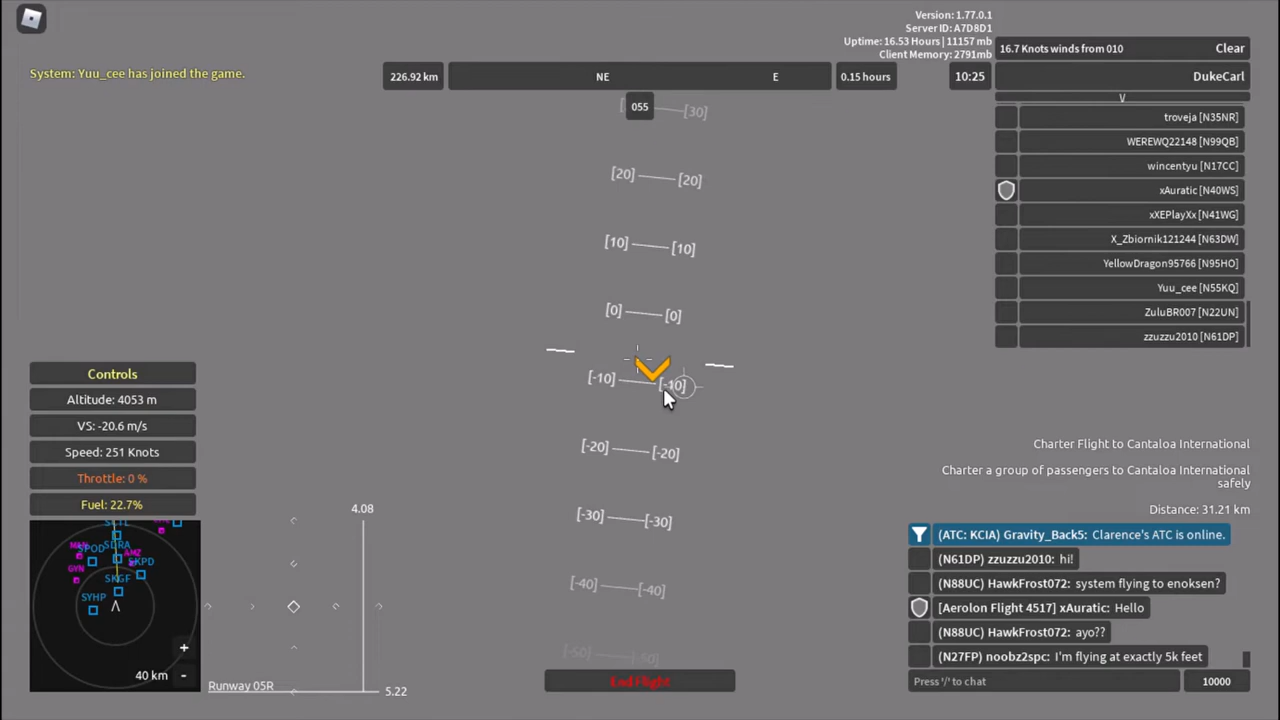 Version: 1.77.0.1
Server ID: A7D8D1
Uptime: 16.53 Hours | 11157 mb
Client Memory: 2791mb
16.7 Knots winds from 010
Clear
System: Yuu_cee has joined the game.
226.92 km
NE
E
0.15 hours
10:25
DukeCarl
V
055
[30]
troveja [N35NR]
WEREWQ22148 [N99QB]
wincentyu [N17CC]
xAuratic [N40WS]
xXEPlayXx [N41WG]
X_Zbiornik121244 [N63DW]
YellowDragon95766 [N95HO]
Yuu_cee [N55KQ]
ZuluBR007 [N22UN]
zzuzzu2010 [N61DP]
[20] [20]
[10] [10]
[0] [0]
[-10] [-10]
[-20] [-20]
[-30] [-30]
[-40] [-40]
[-50] [-50]
Controls
Altitude: 4053 m
VS: -20.6 m/s
Speed: 251 Knots
Throttle: 0 %
Fuel: 22.7%
SPOD
SKPD
AMZ
GYN
SKGF
SYHP
+
40 km
-
4.08
5.22
Runway 05R
End Flight
Charter Flight to Cantaloa International
Charter a group of passengers to Cantaloa International
safely
Distance: 31.21 km
(ATC: KCIA) Gravity_Back5: Clarence's ATC is online.
(N61DP) zzuzzu2010: hi!
(N88UC) HawkFrost072: system flying to enoksen?
[Aerolon Flight 4517] xAuratic: Hello
(N88UC) HawkFrost072: ayo??
(N27FP) noobz2spc: I'm flying at exactly 5k feet
Press '/' to chat
10000